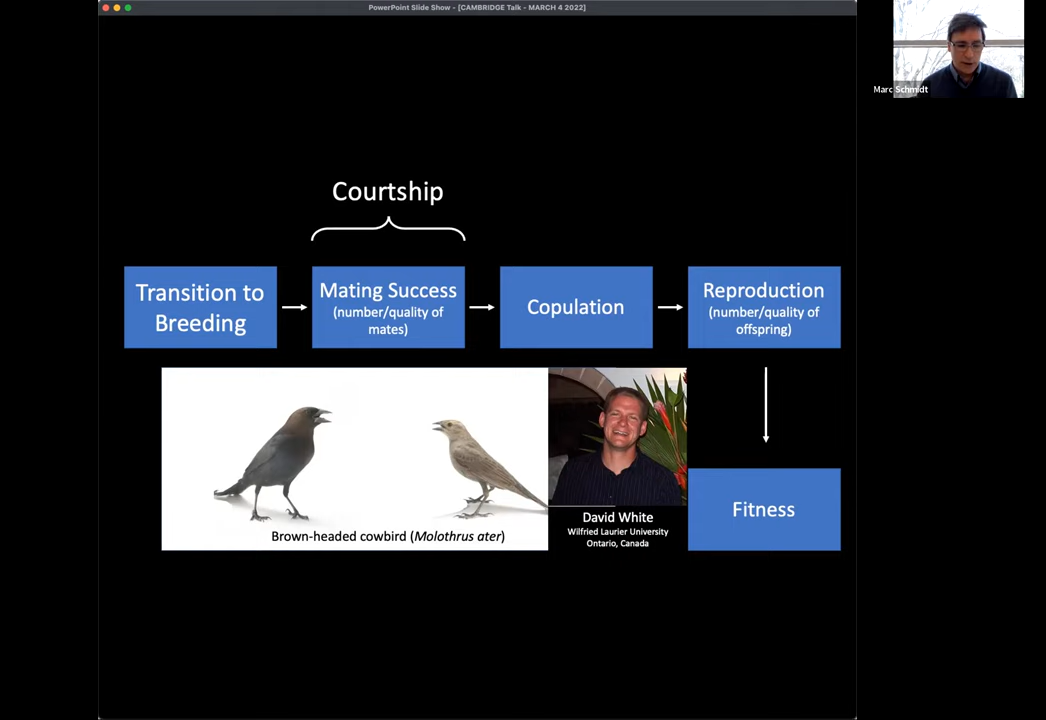 PowerPoint Slide Show - [CAMBRIDGE Talk - MARCH 4 2022]
Marc Schmidt
Courtship
Transition to
Breeding
Mating Success
(number/quality of
mates)
Copulation
Reproduction
(number/quality of
offspring)
Brown-headed cowbird (Molothrus ater)
David White
Wilfried Laurier University
Ontario, Canada
Fitness